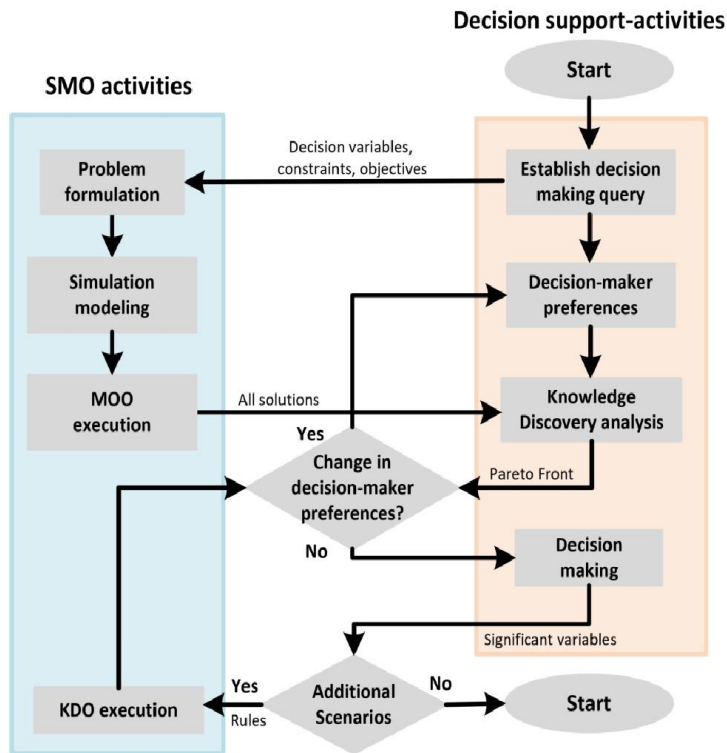 Decision support-activities
Start
SMO activities
Decision variables,
constraints, objectives
Problem
formulation
Establish decision
making query
Simulation
modeling
Decision-maker
preferences
MOO
execution
All solutions
Knowledge
Discovery analysis
Yes
Change in
decision-maker
preferences?
Pareto Front
No
Decision
making
Significant variables
Additional
Scenarios
Yes
Rules
No
KDO execution
Start